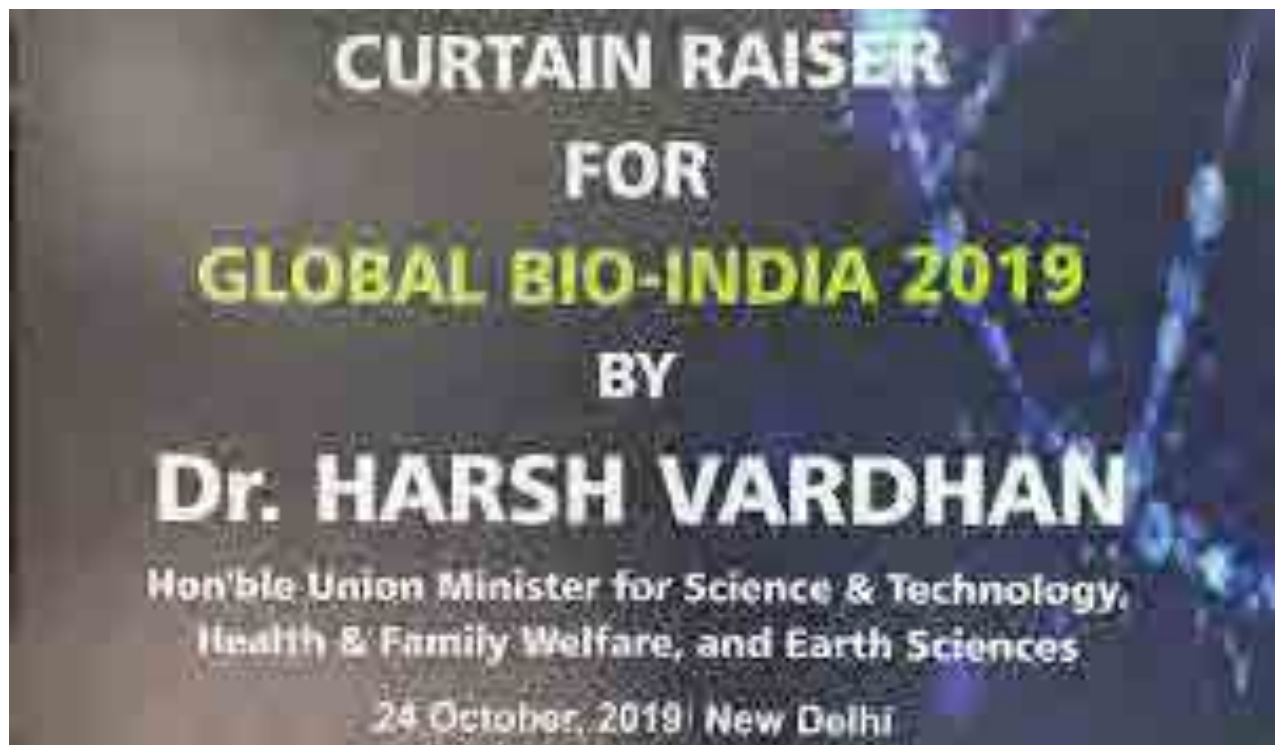 CURTAIN RAISER
FOR
GLOBAL BIO-INDIA 2019
BY
Dr. HARSH VARDHAN
Hon'ble Union Minister for Science & Technology,
Health & Family Welfare, and Earth Sciences
24 October, 2019 New Delhi